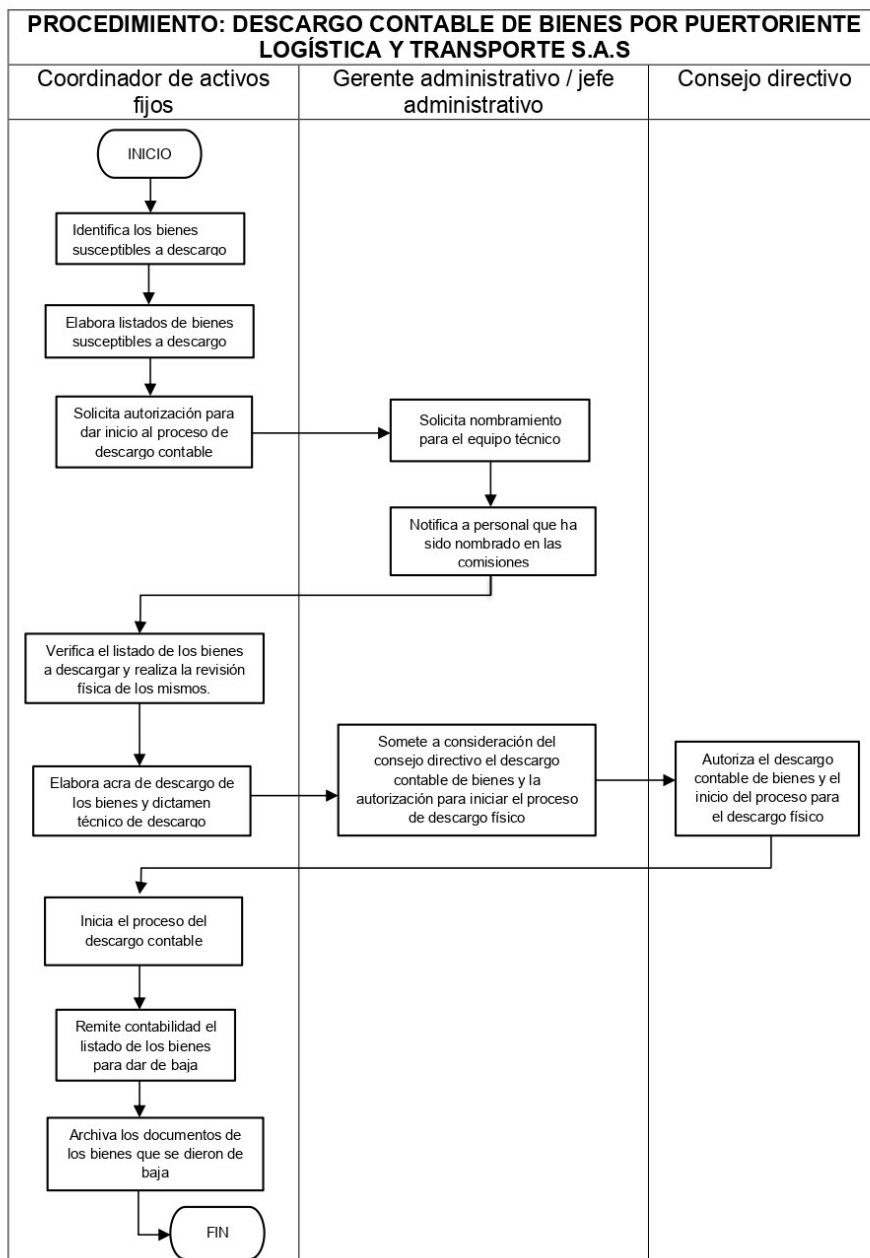 PROCEDIMIENTO: DESCARGO CONTABLE DE BIENES POR PUERTORIENTE
LOGÍSTICA Y TRANSPORTE S.A.S
Coordinador de activos
fijos
Gerente administrativo / jefe
administrativo
Consejo directivo
INICIO
Identifica los bienes
susceptibles a descargo
Elabora listados de bienes
susceptibles a descargo
Solicita autorización para
dar inicio al proceso de
descargo contable
Solicita nombramiento
para el equipo técnico
Notifica a personal que ha
sido nombrado en las
comisiones
Verifica el listado de los bienes
a descargar y realiza la revisión
física de los mismos.
Elabora acra de descargo de
los bienes y dictamen
técnico de descargo
Somete a consideración del
consejo directivo el descargo
contable de bienes y la
autorización para iniciar el proceso
de descargo físico
Autoriza el descargo
contable de bienes y el
inicio del proceso para
el descargo físico
Inicia el proceso del
descargo contable
Remite contabilidad el
listado de los bienes
para dar de baja
Archiva los documentos de
los bienes que se dieron de
baja
FIN